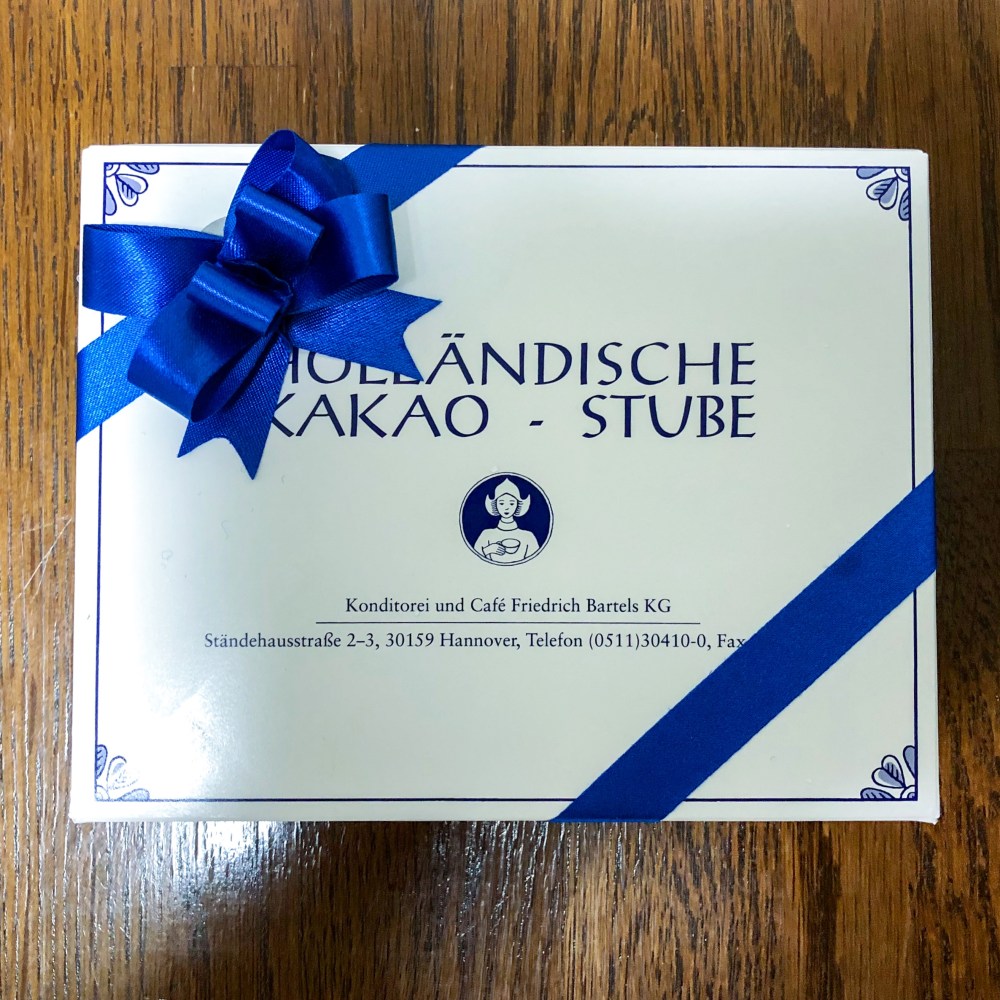 HOLLÄNDISCHE
KAKAO - STUBE
Konditorei und Café Friedrich Bartels KG
Ständehausstraße 2–3, 30159 Hannover, Telefon (0511)30410-0, Fax